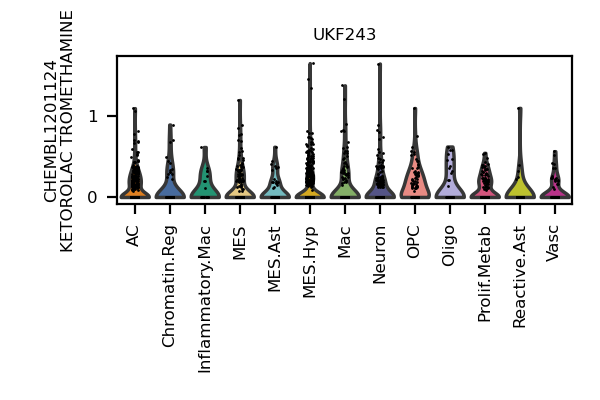 UKF243
CHEMBL1201124
KETOROLAC TROMETHAMINE
1
0
AC
Chromatin.Reg
Inflammatory.Mac
MES
MES.Ast
MES.Hyp
Mac
Neuron
OPC
Oligo
Prolif.Metab
Reactive.Ast
Vasc